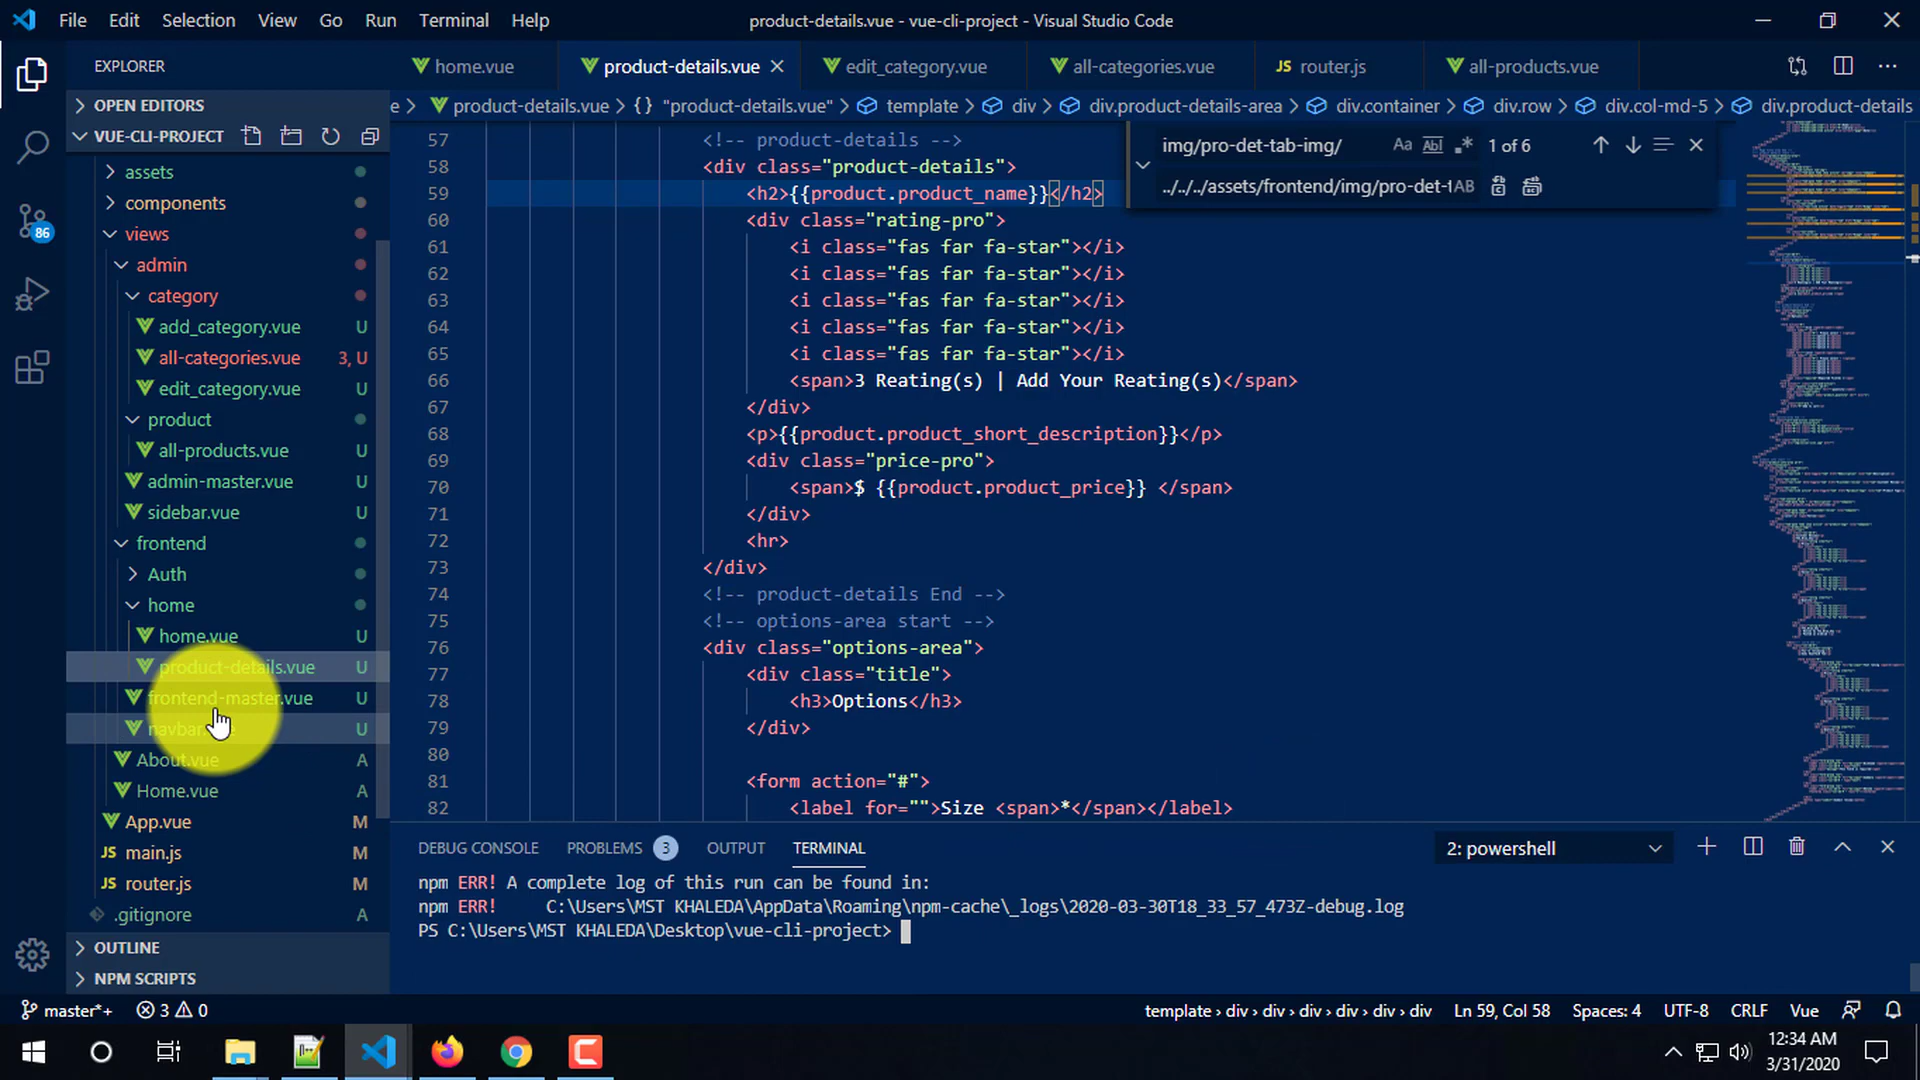 File Edit Selection View Go Run Terminal Help
product-details.vue - vue-cli-project - Visual Studio Code
EXPLORER
OPEN EDITORS
VUE-CLI-PROJECT
assets
components
views
admin
category
add_category.vue U
all-categories.vue 3, U
edit_category.vue U
product
all-products.vue U
admin-master.vue U
sidebar.vue U
frontend
Auth
home
home.vue U
product-details.vue U
frontend-master.vue U
navbar. U
About.vue A
Home.vue A
App.vue M
JS main.js M
JS router.js M
.gitignore A
OUTLINE
NPM SCRIPTS
86
home.vue product-details.vue edit_category.vue all-categories.vue JS router.js all-products.vue
e > product-details.vue > {} "product-details.vue" > template > div > div.product-details-area > div.container > div.row > div.col-md-5 > div.product-details
img/pro-det-tab-img/ Aa Abl 1 of 6
../../../assets/frontend/img/pro-det-t AB
57 <!-- product-details -->
58 <div class="product-details">
59 <h2>{{product.product_name}}</h2>
60 <div class="rating-pro">
61 <i class="fas far fa-star"></i>
62 <i class="fas far fa-star"></i>
63 <i class="fas far fa-star"></i>
64 <i class="fas far fa-star"></i>
65 <i class="fas far fa-star"></i>
66 <span>3 Reating(s) | Add Your Reating(s)</span>
67 </div>
68 <p>{{product.product_short_description}}</p>
69 <div class="price-pro">
70 <span>$ {{product.product_price}} </span>
71 </div>
72 <hr>
73 </div>
74 <!-- product-details End -->
75 <!-- options-area start -->
76 <div class="options-area">
77 <div class="title">
78 <h3>Options</h3>
79 </div>
80
81 <form action="#">
82 <label for="">Size <span>*</span></label>
DEBUG CONSOLE PROBLEMS 3 OUTPUT TERMINAL 2: powershell
npm ERR! A complete log of this run can be found in:
npm ERR! C:\Users\MST KHALEDA\AppData\Roaming\npm-cache\_logs\2020-03-30T18_33_57_473Z-debug.log
PS C:\Users\MST KHALEDA\Desktop\vue-cli-project>
master*+ 3 0 template › div › div › div › div › div › div Ln 59, Col 58 Spaces: 4 UTF-8 CRLF Vue
12:34 AM
3/31/2020